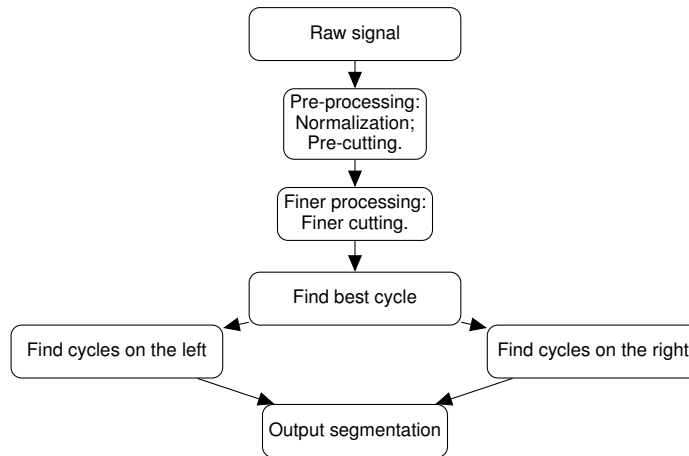 Raw signal
Pre-processing:
Normalization;
Pre-cutting.
Finer processing:
Finer cutting.
Find best cycle
Find cycles on the left
Find cycles on the right
Output segmentation